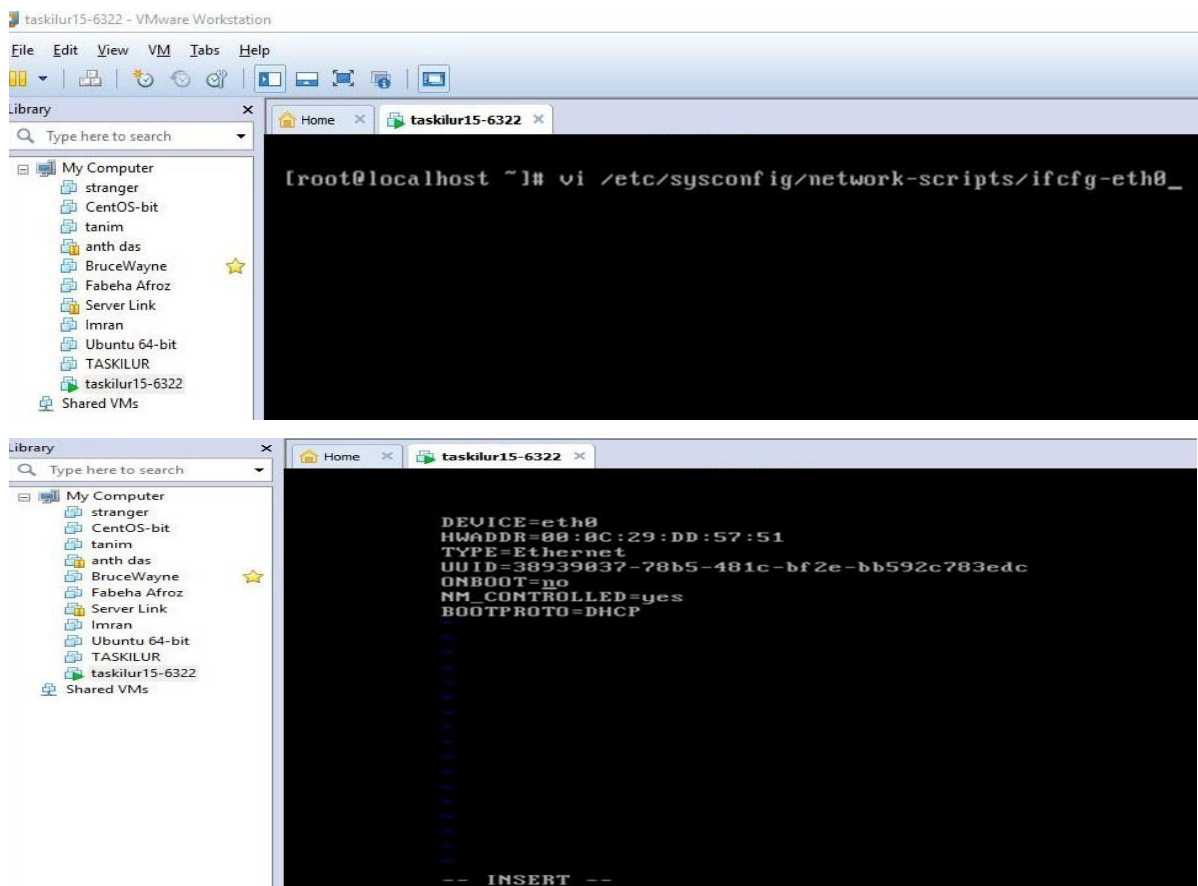 taskilur15-6322 - VMware Workstation
File Edit View VM Tabs Help
Library
Home
taskilur15-6322
Type here to search
My Computer
stranger
CentOS-bit
tanim
anth das
BruceWayne
Fabeha Afroz
Server Link
Imran
Ubuntu 64-bit
TASKILUR
taskilur15-6322
Shared VMs
[root@localhost ~]# vi /etc/sysconfig/network-scripts/ifcfg-eth0_
Library
Home
taskilur15-6322
Type here to search
My Computer
stranger
CentOS-bit
tanim
anth das
BruceWayne
Fabeha Afroz
Server Link
Imran
Ubuntu 64-bit
TASKILUR
taskilur15-6322
Shared VMs
DEVICE=eth0
HWADDR=00:0C:29:DD:57:51
TYPE=Ethernet
UUID=38939037-78b5-481c-bf2e-bb592c783edc
ONBOOT=no
NM_CONTROLLED=yes
BOOTPROTO=DHCP
-- INSERT --